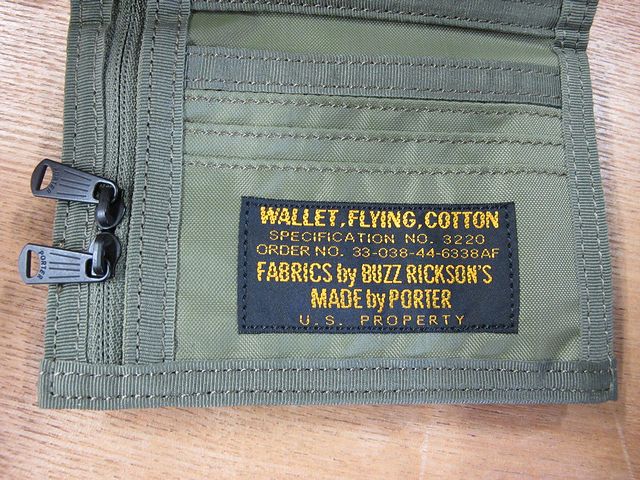 WALLET, FLYING, COTTON
SPECIFICATION NO. 3220
ORDER NO. 33-038-44-6338AF
FABRICS by BUZZ RICKSON'S
MADE by PORTER
U.S. PROPERTY
PORTER